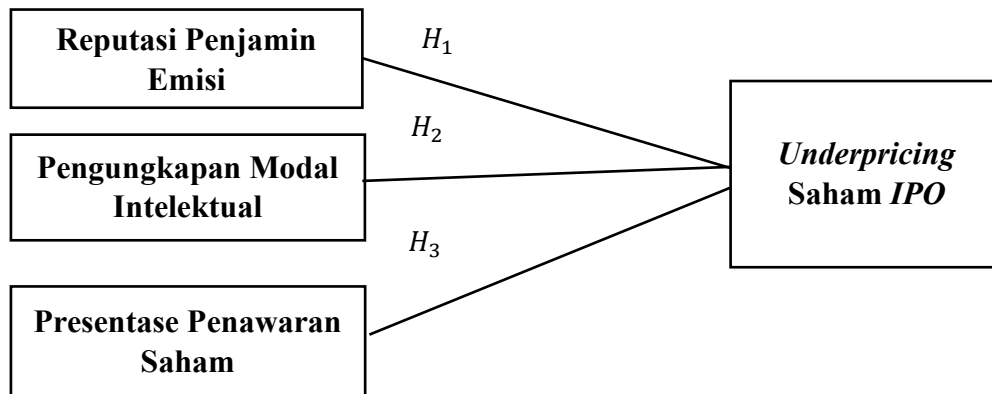 Reputasi Penjamin
Emisi
H₁
Pengungkapan Modal
Intelektual
H₂
Presentase Penawaran
Saham
H₃
Underpricing
Saham IPO